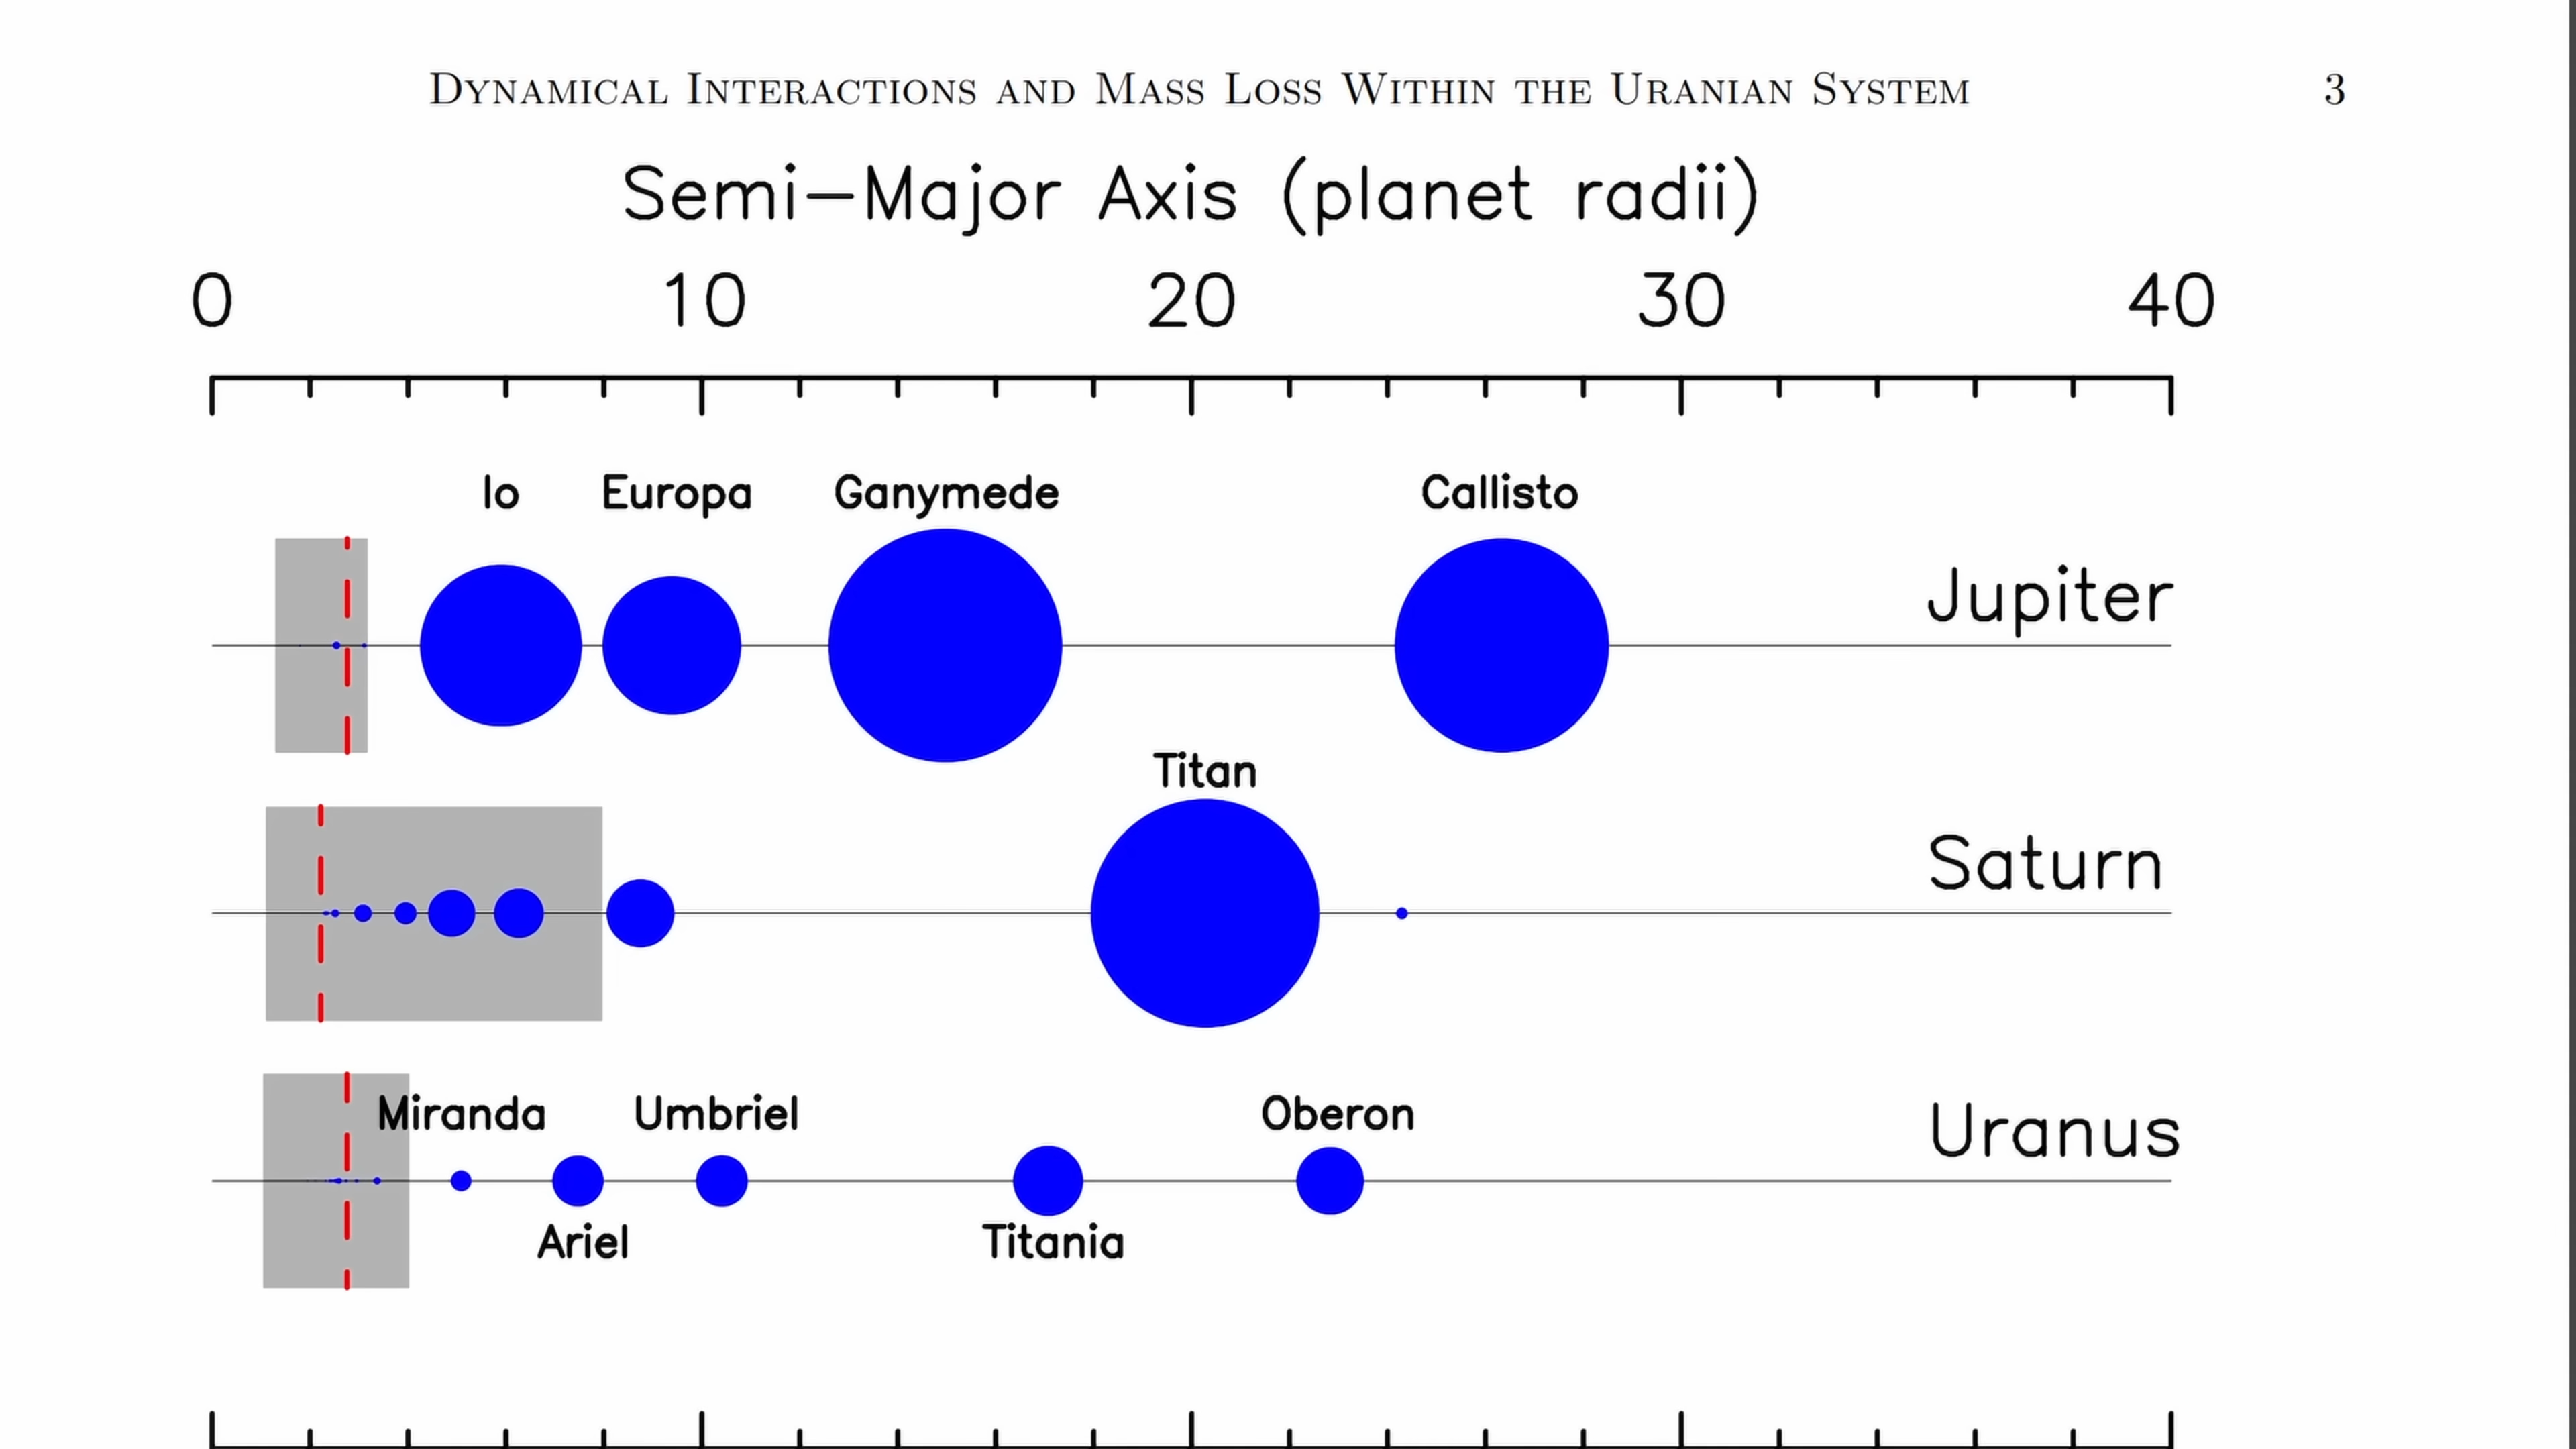 Dynamical Interactions and Mass Loss Within the Uranian System 3
Semi-Major Axis (planet radii)
0 10 20 30 40
Io Europa Ganymede Callisto
Jupiter
Titan
Saturn
Miranda Umbriel Oberon
Uranus
Ariel Titania